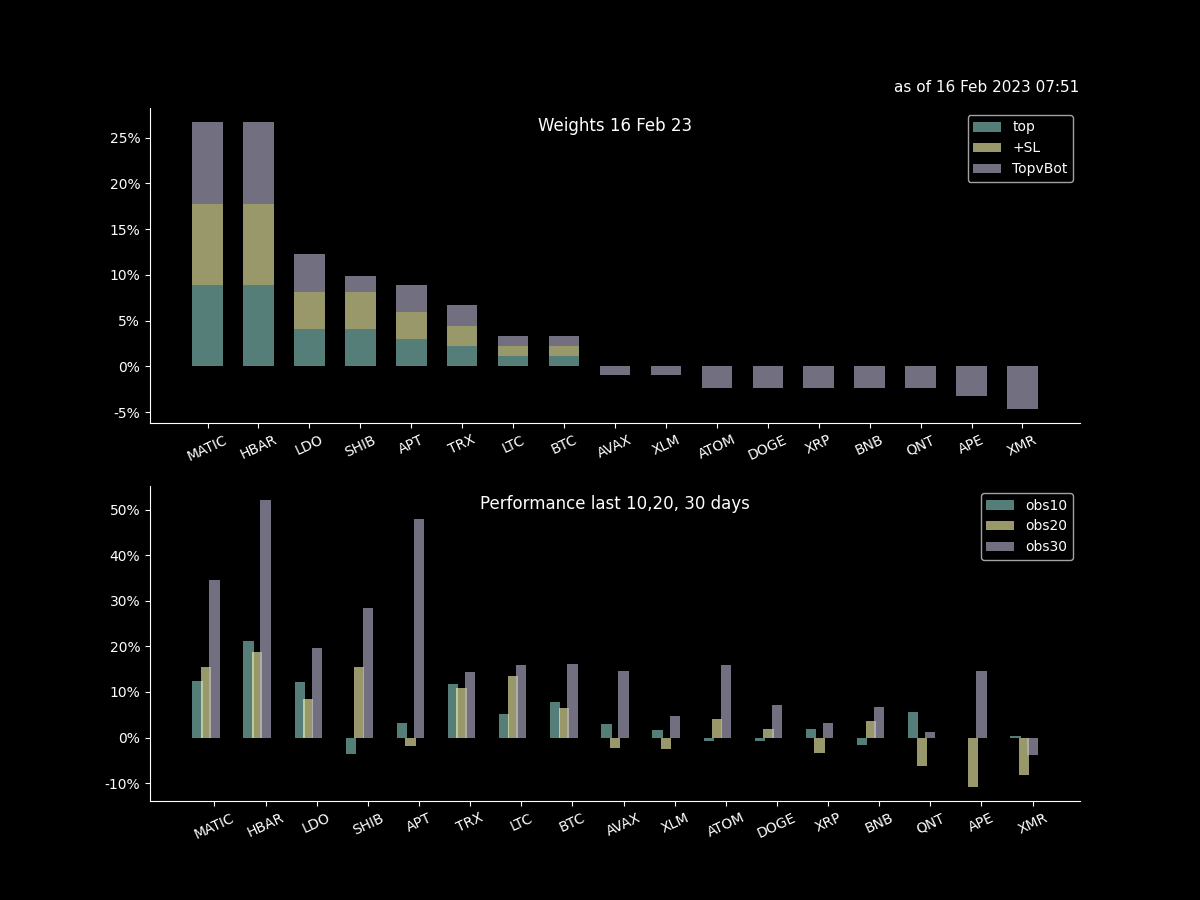 as of 16 Feb 2023 07:51
Weights 16 Feb 23
top
+SL
TopvBot
25%
20%
15%
10%
5%
0%
-5%
MATIC HBAR LDO SHIB APT TRX LTC BTC AVAX XLM ATOM DOGE XRP BNB QNT APE XMR
Performance last 10,20, 30 days
obs10
obs20
obs30
50%
40%
30%
20%
10%
0%
-10%
MATIC HBAR LDO SHIB APT TRX LTC BTC AVAX XLM ATOM DOGE XRP BNB QNT APE XMR